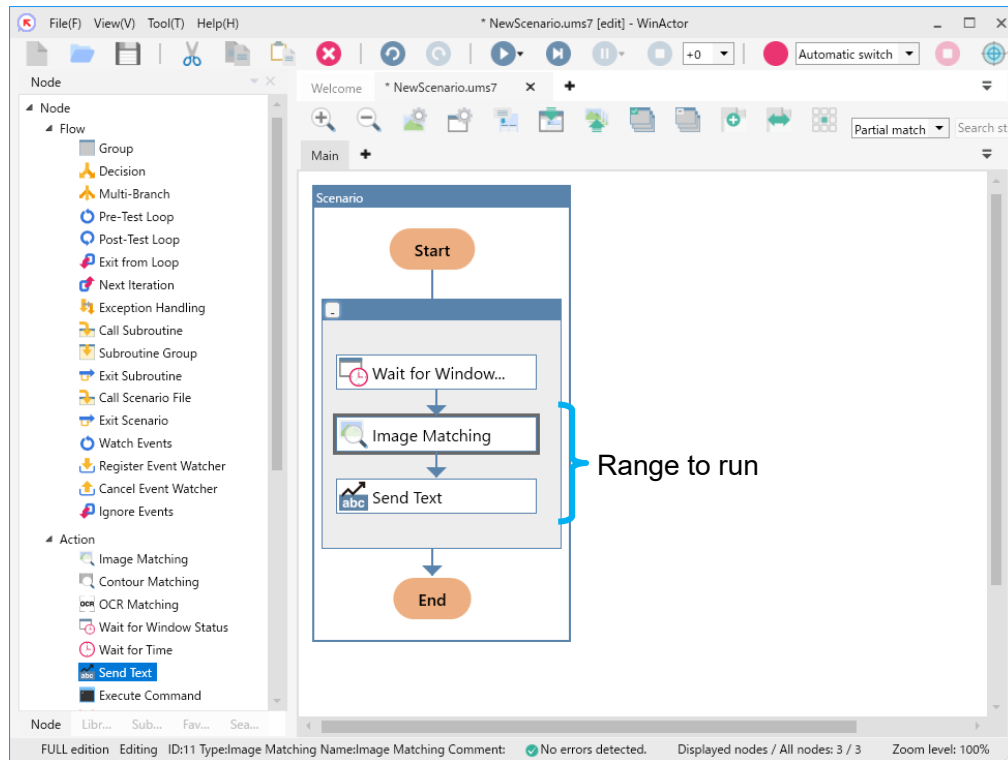 File(F) View(V) Tool(T) Help(H) * NewScenario.ums7 [edit] - WinActor
+0 Automatic switch
Node
Welcome * NewScenario.ums7
Node
Flow
Group
Decision
Multi-Branch
Pre-Test Loop
Post-Test Loop
Exit from Loop
Next Iteration
Exception Handling
Call Subroutine
Subroutine Group
Exit Subroutine
Call Scenario File
Exit Scenario
Watch Events
Register Event Watcher
Cancel Event Watcher
Ignore Events
Action
Image Matching
Contour Matching
OCR OCR Matching
Wait for Window Status
Wait for Time
abc Send Text
Execute Command
Node Libr... Sub... Fav... Sea...
Partial match Search st
Main
Scenario
Start
Wait for Window...
Image Matching
abc Send Text
End
Range to run
FULL edition Editing ID:11 Type:Image Matching Name:Image Matching Comment: No errors detected. Displayed nodes / All nodes: 3 / 3 Zoom level: 100%